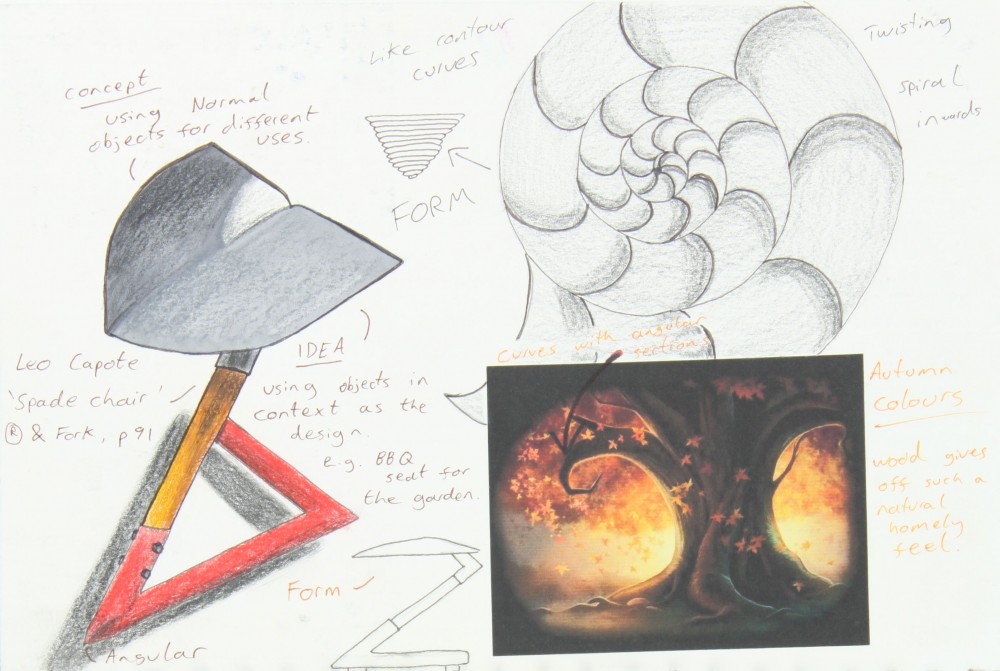 concept
using Normal
objects for different
uses.
Like contour
curves
FORM
Twisting
spiral
inwards
Leo Capote
'Spade chair'
R & Fork, p 91
IDEA
using objects in
context as the
design.
e.g. BBQ
seat for
the garden.
Form
Angular
Curves with angular
sections
Autumn
colours
wood gives
off such a
natural
homely
feel.